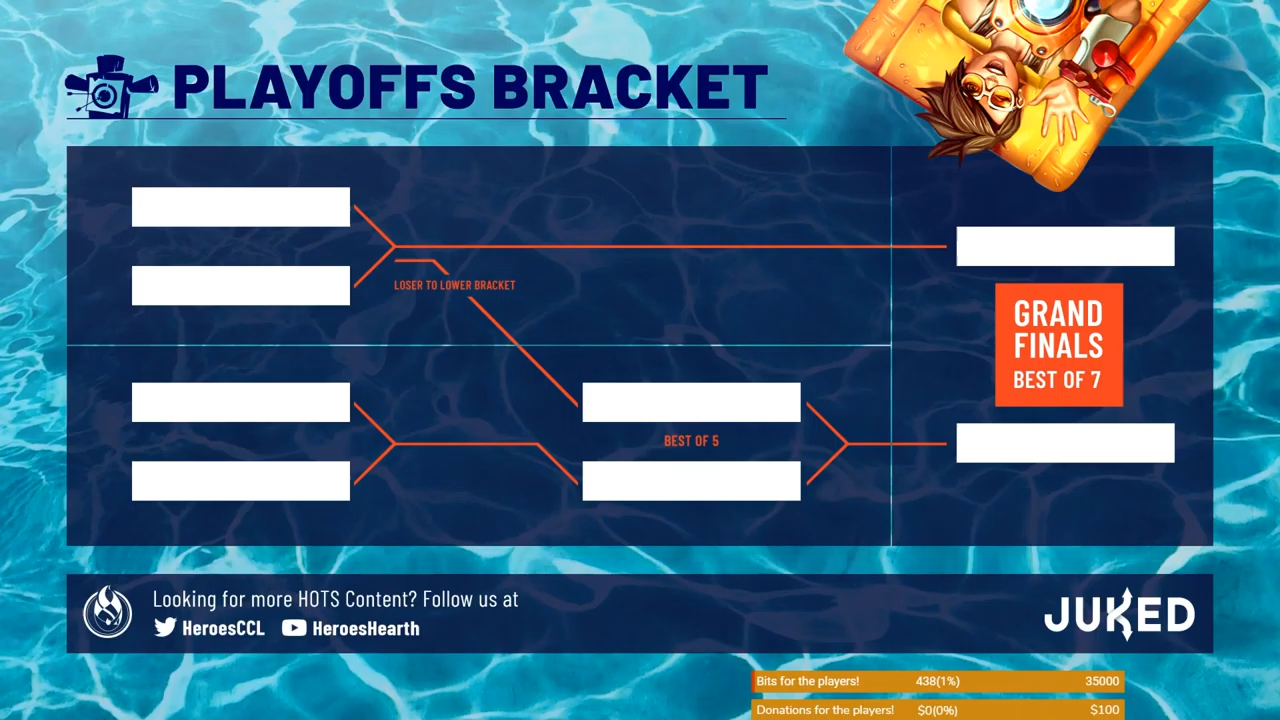 PLAYOFFS BRACKET
LOSER TO LOWER BRACKET
GRAND
FINALS
BEST OF 7
BEST OF 5
Looking for more HOTS Content? Follow us at
HeroesCCL HeroesHearth
JUKED
Bits for the players! 438(1%) 35000
Donations for the players! $0(0%) $100